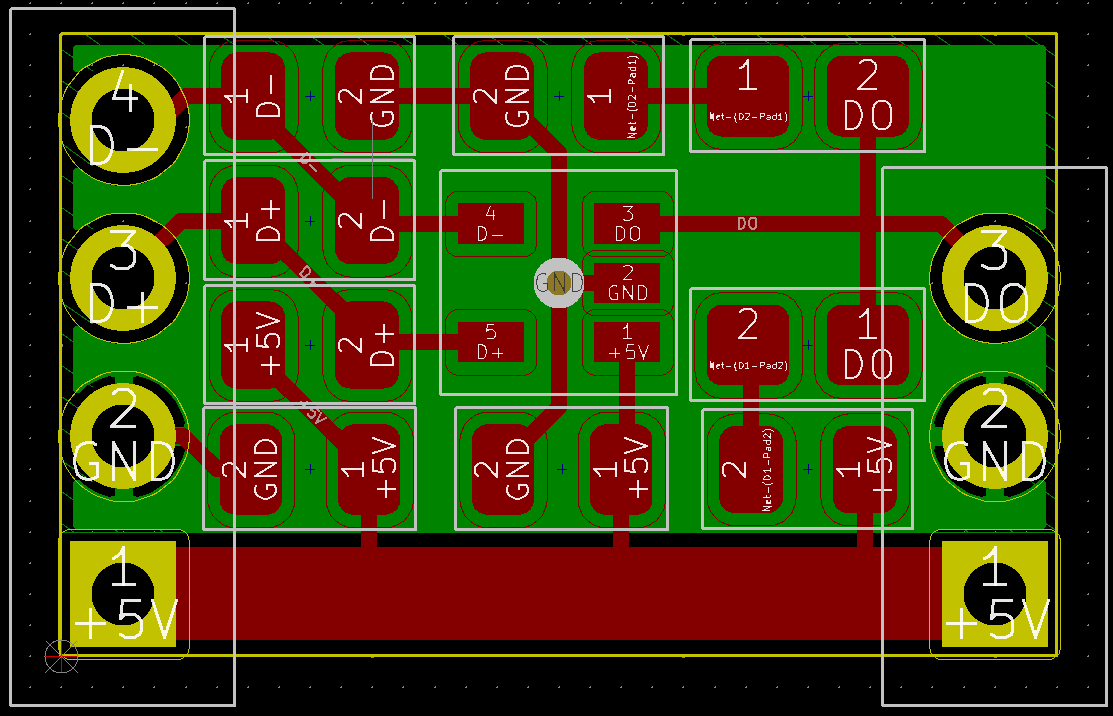 4
D-
1
D-
2
GND
2
GND
1
Net-(D2-Pad1)
1
Net-(D2-Pad1)
2
DO
D-
1
D+
2
D-
4
D-
3
DO
DO
3
D+
3
DO
D+
GND
2
GND
1
+5V
2
D+
5
D+
1
+5V
2
Net-(D1-Pad2)
1
DO
+5V
2
GND
2
GND
1
+5V
2
GND
1
+5V
2
Net-(D1-Pad2)
1
+5V
2
GND
1
+5V
1
+5V